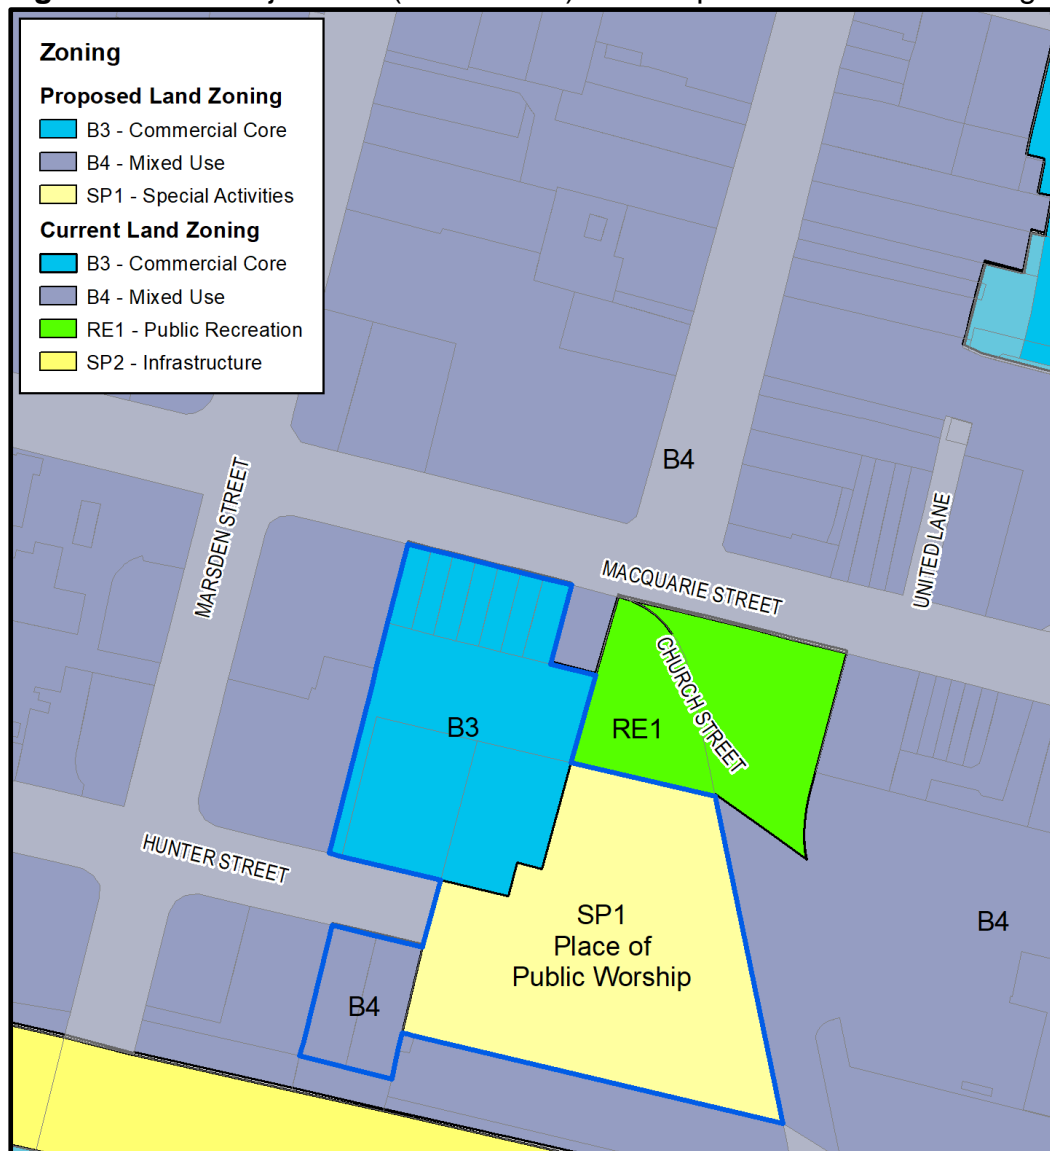 Zoning
Proposed Land Zoning
B3 - Commercial Core
B4 - Mixed Use
SP1 - Special Activities
Current Land Zoning
B3 - Commercial Core
B4 - Mixed Use
RE1 - Public Recreation
SP2 - Infrastructure
B4
MARSDEN STREET
UNITED LANE
MACQUARIE STREET
CHURCH STREET
B3
RE1
HUNTER STREET
SP1
Place of
Public Worship
B4
B4